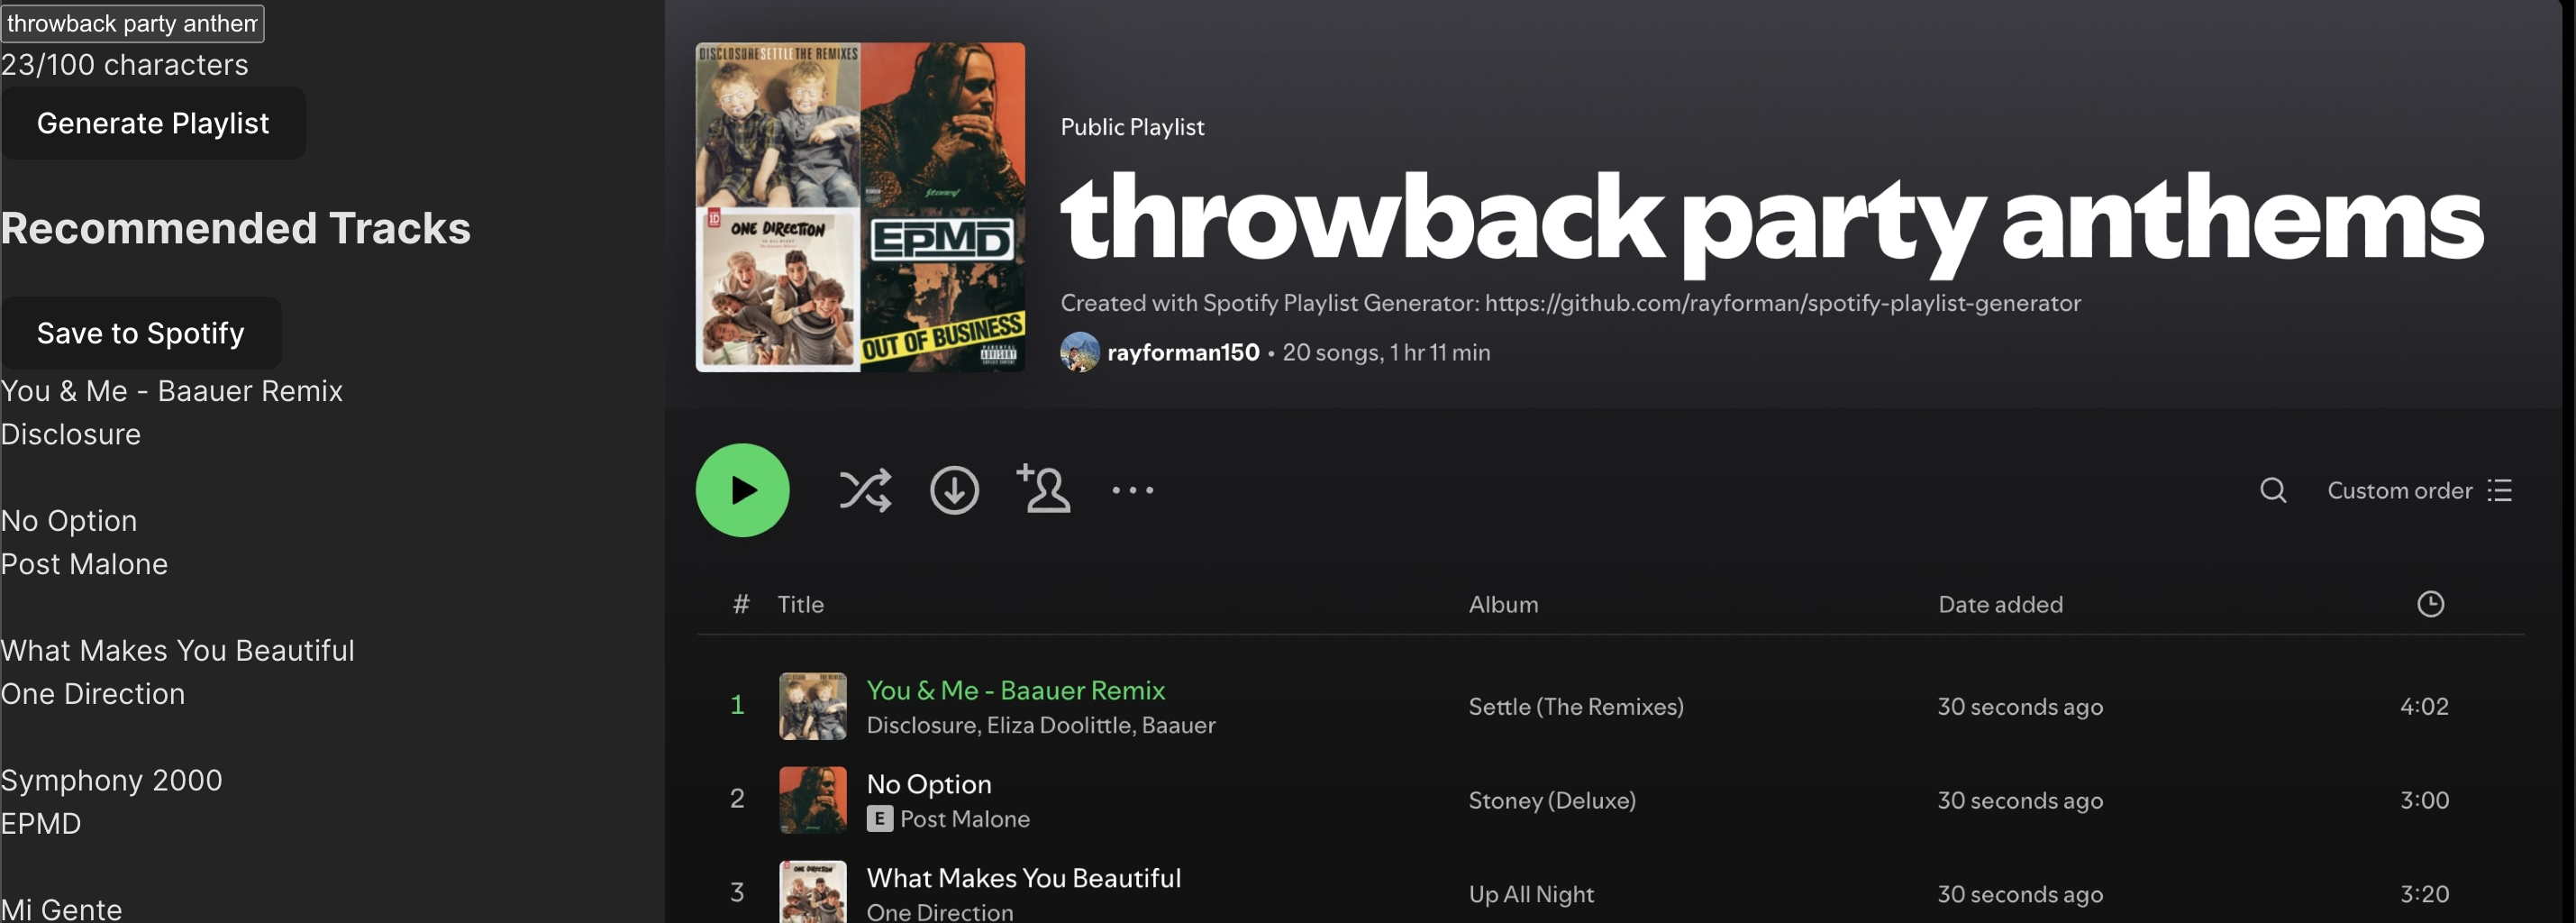 throwback party anthem
23/100 characters
Generate Playlist
Recommended Tracks
Save to Spotify
You & Me - Baauer Remix
Disclosure
No Option
Post Malone
What Makes You Beautiful
One Direction
Symphony 2000
EPMD
Mi Gente
DISCLOSURE SETTLE THE REMIXES
Stoney
1D
ONE DIRECTION
EPMD
OUT OF BUSINESS
PARENTAL
ADVISORY
Public Playlist
throwback party anthems
Created with Spotify Playlist Generator: https://github.com/rayforman/spotify-playlist-generator
rayforman150 • 20 songs, 1 hr 11 min
Custom order
# Title Album Date added
1 You & Me - Baauer Remix Settle (The Remixes) 30 seconds ago 4:02
Disclosure, Eliza Doolittle, Baauer
2 No Option Stoney (Deluxe) 30 seconds ago 3:00
E Post Malone
3 What Makes You Beautiful Up All Night 30 seconds ago 3:20
One Direction